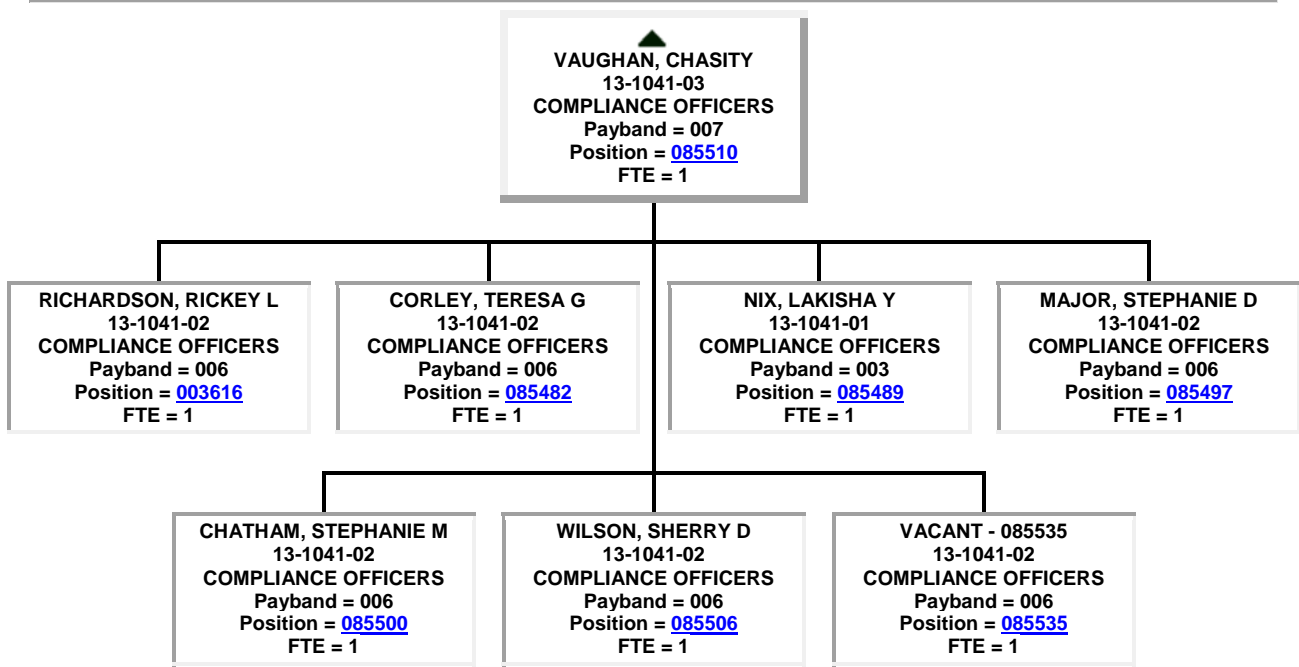 VAUGHAN, CHASITY
13-1041-03
COMPLIANCE OFFICERS
Payband = 007
Position = 085510
FTE = 1
RICHARDSON, RICKEY L
13-1041-02
COMPLIANCE OFFICERS
Payband = 006
Position = 003616
FTE = 1
CORLEY, TERESA G
13-1041-02
COMPLIANCE OFFICERS
Payband = 006
Position = 085482
FTE = 1
NIX, LAKISHA Y
13-1041-01
COMPLIANCE OFFICERS
Payband = 003
Position = 085489
FTE = 1
MAJOR, STEPHANIE D
13-1041-02
COMPLIANCE OFFICERS
Payband = 006
Position = 085497
FTE = 1
CHATHAM, STEPHANIE M
13-1041-02
COMPLIANCE OFFICERS
Payband = 006
Position = 085500
FTE = 1
WILSON, SHERRY D
13-1041-02
COMPLIANCE OFFICERS
Payband = 006
Position = 085506
FTE = 1
VACANT - 085535
13-1041-02
COMPLIANCE OFFICERS
Payband = 006
Position = 085535
FTE = 1